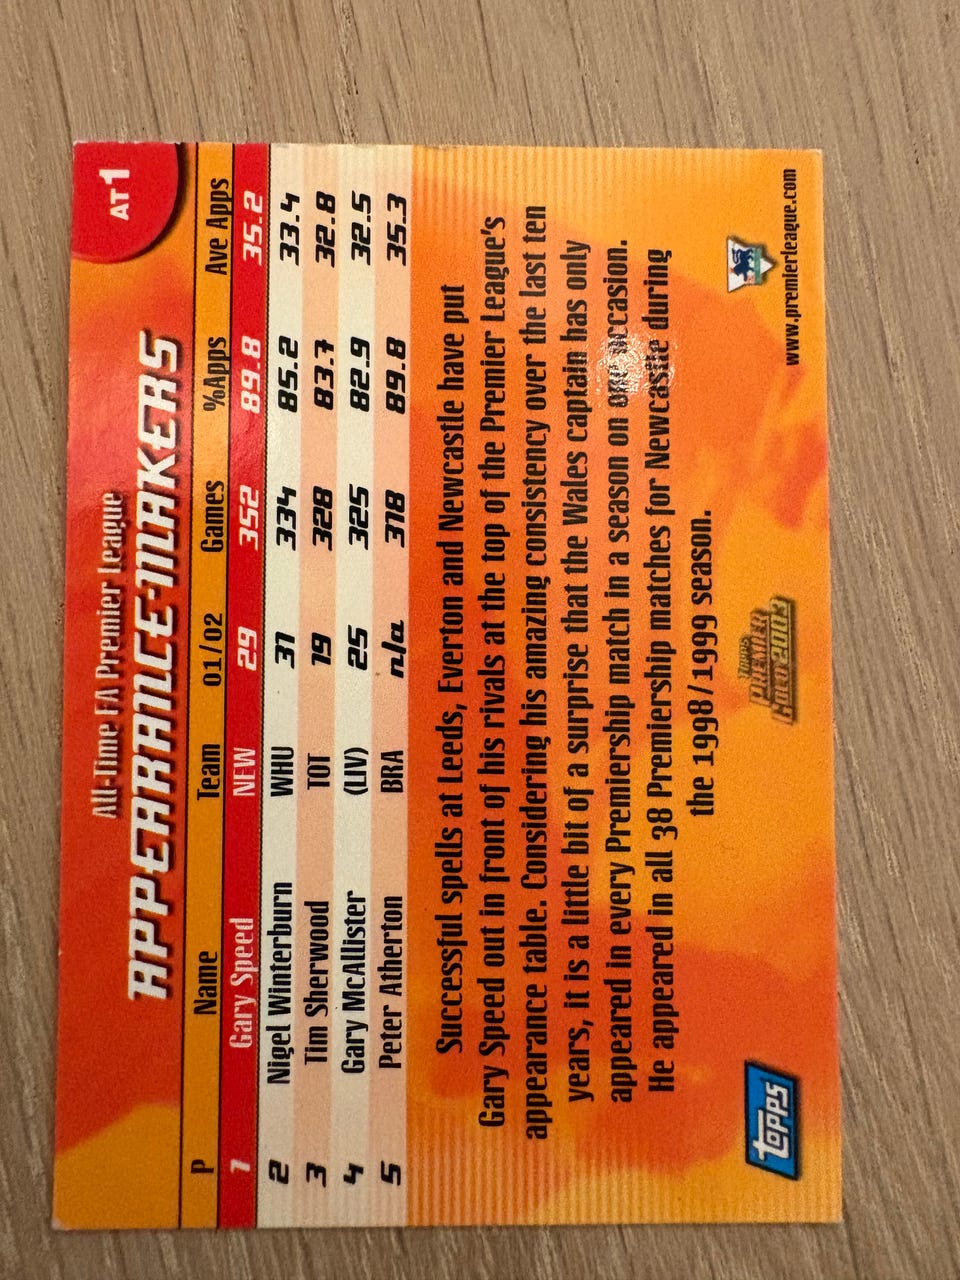 AT1
All-Time FA Premier League
APPEARANCE-MAKERS
P Name Team 01/02 Games %Apps Ave Apps
1 Gary Speed NEW 29 352 89.8 35.2
2 Nigel Winterburn WHU 31 334 85.2 33.4
3 Tim Sherwood TOT 19 328 83.7 32.8
4 Gary McAllister (LIV) 25 325 82.9 32.5
5 Peter Atherton BRA n/a 318 89.8 35.3
Successful spells at Leeds, Everton and Newcastle have put
Gary Speed out in front of his rivals at the top of the Premier League's
appearance table. Considering his amazing consistency over the last ten
years, it is a little bit of a surprise that the Wales captain has only
appeared in every Premiership match in a season on one occasion.
He appeared in all 38 Premiership matches for Newcastle during
the 1998/1999 season.
Topps
Topps
PREMIER
GOLD 2003
www.premierleague.com